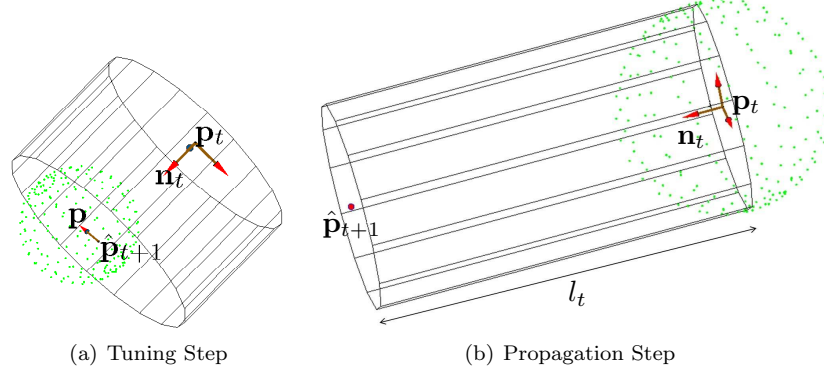 p_t
n_t
p
p̂_{t+1}
(a) Tuning Step
p_t
n_t
p̂_{t+1}
l_t
(b) Propagation Step